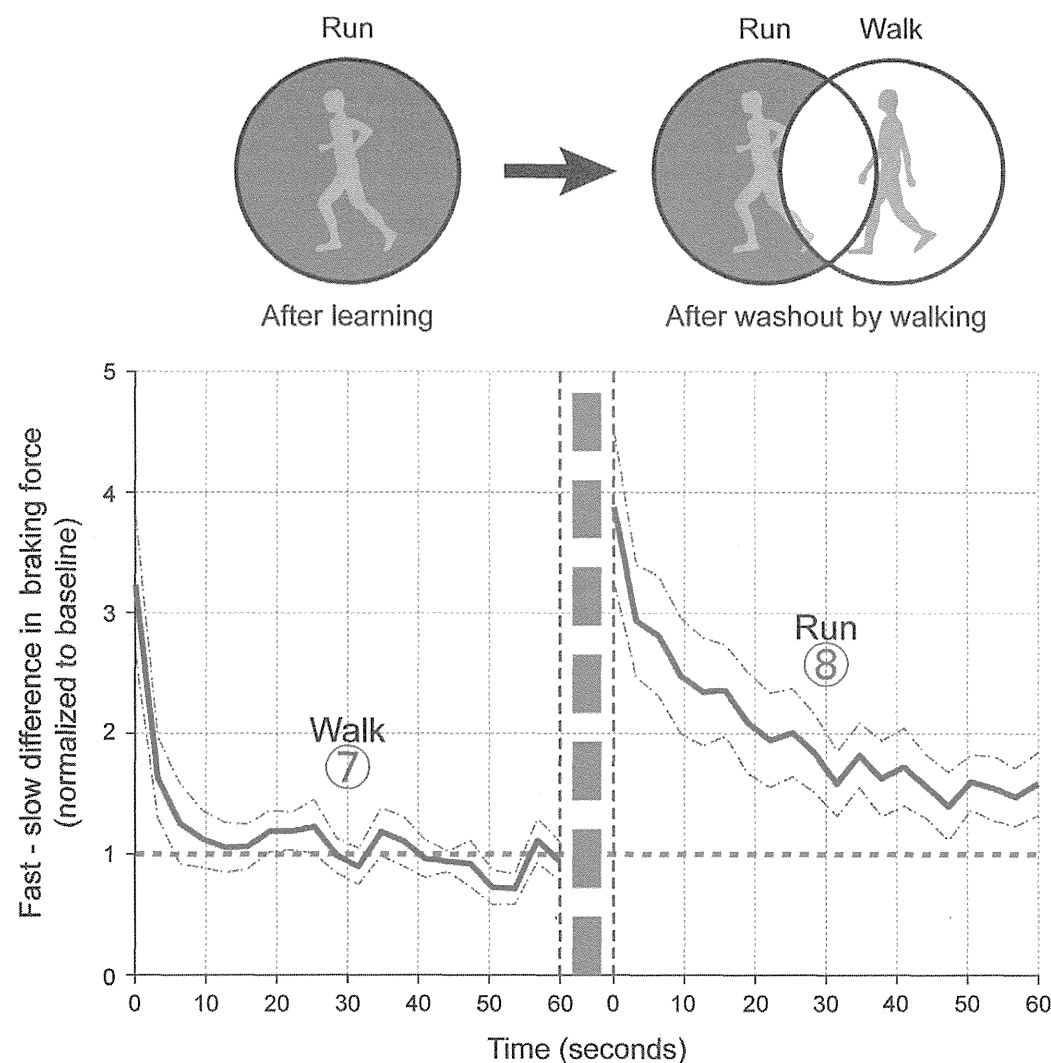 Run
Run Walk
After learning
After washout by walking
Fast - slow difference in braking force
(normalized to baseline)
5
4
3
2
1
0
Walk
⑦
Run
⑧
0 10 20 30 40 50 60 0 10 20 30 40 50 60
Time (seconds)